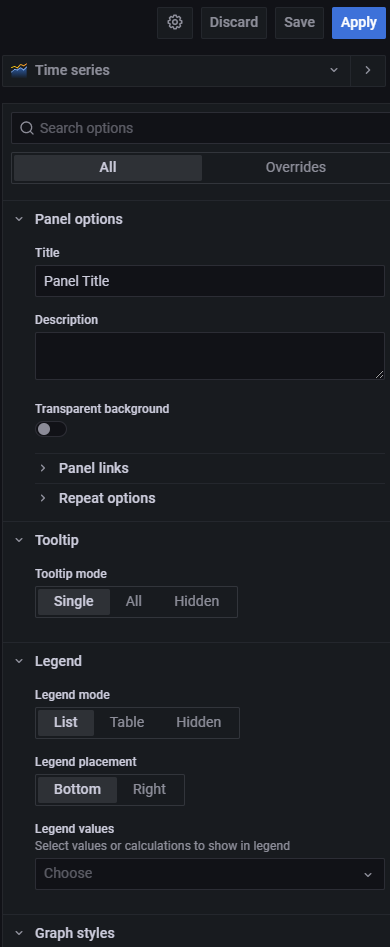 Discard Save Apply
Time series
Search options
All Overrides
Panel options
Title
Panel Title
Description
Transparent background
Panel links
Repeat options
Tooltip
Tooltip mode
Single All Hidden
Legend
Legend mode
List Table Hidden
Legend placement
Bottom Right
Legend values
Select values or calculations to show in legend
Choose
Graph styles